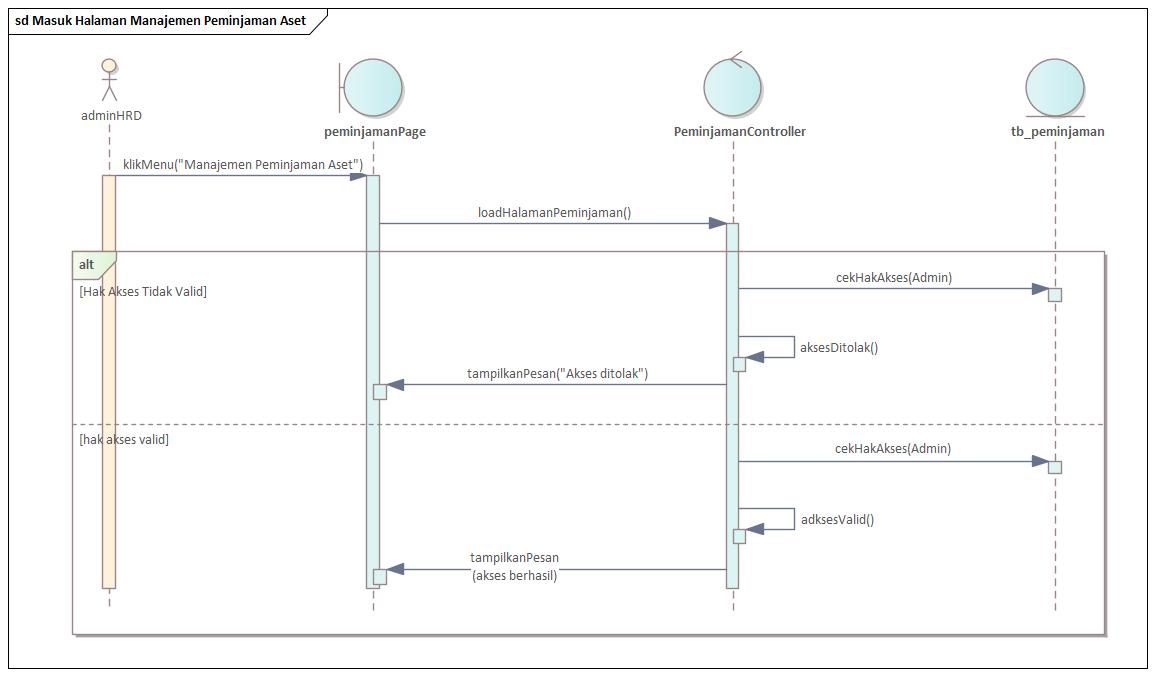 sd Masuk Halaman Manajemen Peminjaman Aset
adminHRD
peminjamanPage
PeminjamanController
tb_peminjaman
klikMenu("Manajemen Peminjaman Aset")
loadHalamanPeminjaman()
alt
[Hak Akses Tidak Valid]
cekHakAkses(Admin)
aksesDitolak()
tampilkanPesan("Akses ditolak")
[hak akses valid]
cekHakAkses(Admin)
adksesValid()
tampilkanPesan
(akses berhasil)